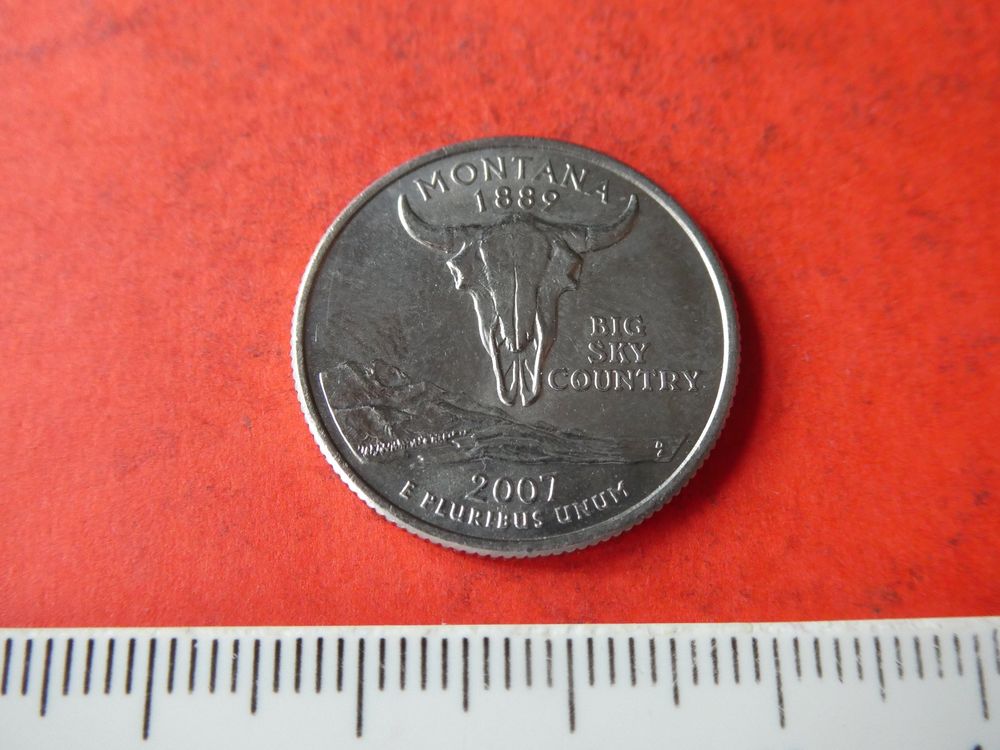 MONTANA
1889
BIG
SKY
COUNTRY
2007
E PLURIBUS UNUM